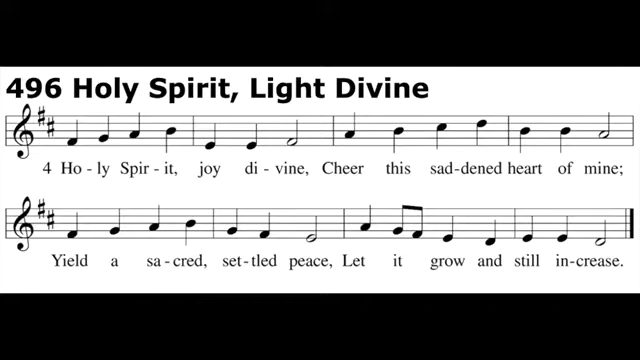 496 Holy Spirit, Light Divine
4 Ho - ly Spir - it, joy di - vine, Cheer this sad - dened heart of mine;
Yield a sa - cred, set - tled peace, Let it grow and still in - crease.